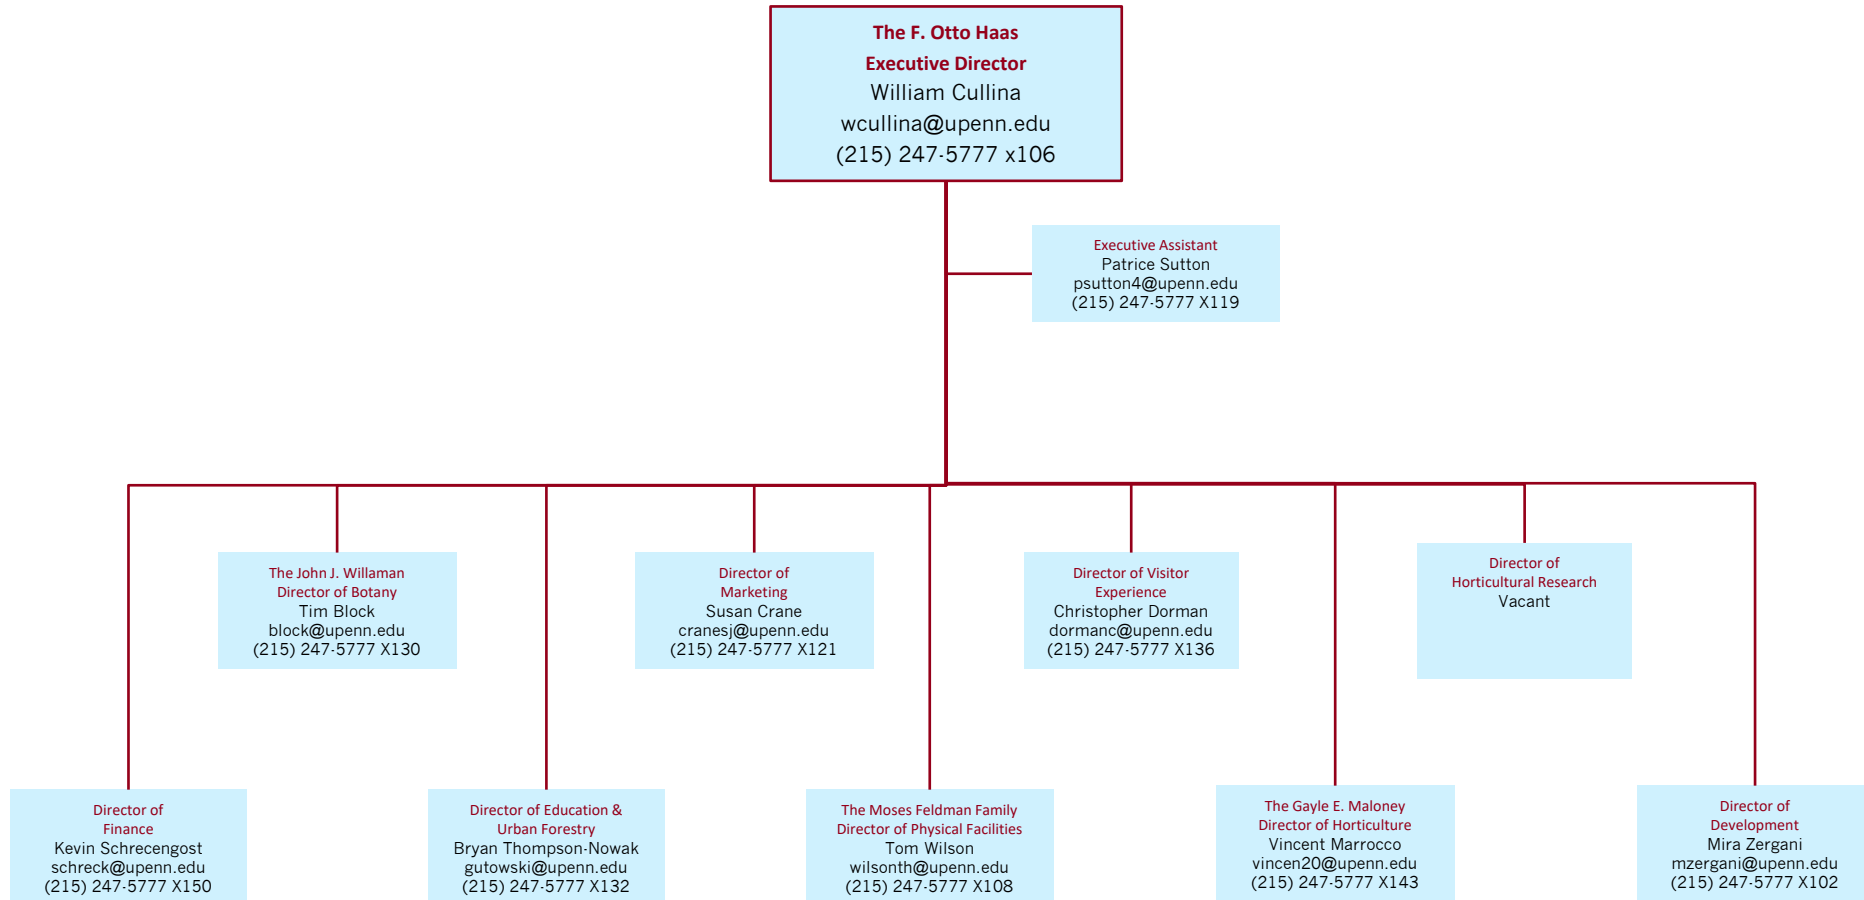 The F. Otto Haas
Executive Director
William Cullina
wcullina@upenn.edu
(215) 247-5777 x106
Executive Assistant
Patrice Sutton
psutton4@upenn.edu
(215) 247-5777 X119
The John J. Willaman
Director of Botany
Tim Block
block@upenn.edu
(215) 247-5777 X130
Director of
Marketing
Susan Crane
cranesj@upenn.edu
(215) 247-5777 X121
Director of Visitor
Experience
Christopher Dorman
dormanc@upenn.edu
(215) 247-5777 X136
Director of
Horticultural Research
Vacant
Director of
Finance
Kevin Schrecengost
schreck@upenn.edu
(215) 247-5777 X150
Director of Education &
Urban Forestry
Bryan Thompson-Nowak
gutowski@upenn.edu
(215) 247-5777 X132
The Moses Feldman Family
Director of Physical Facilities
Tom Wilson
wilsonth@upenn.edu
(215) 247-5777 X108
The Gayle E. Maloney
Director of Horticulture
Vincent Marrocco
vincen20@upenn.edu
(215) 247-5777 X143
Director of
Development
Mira Zergani
mzergani@upenn.edu
(215) 247-5777 X102